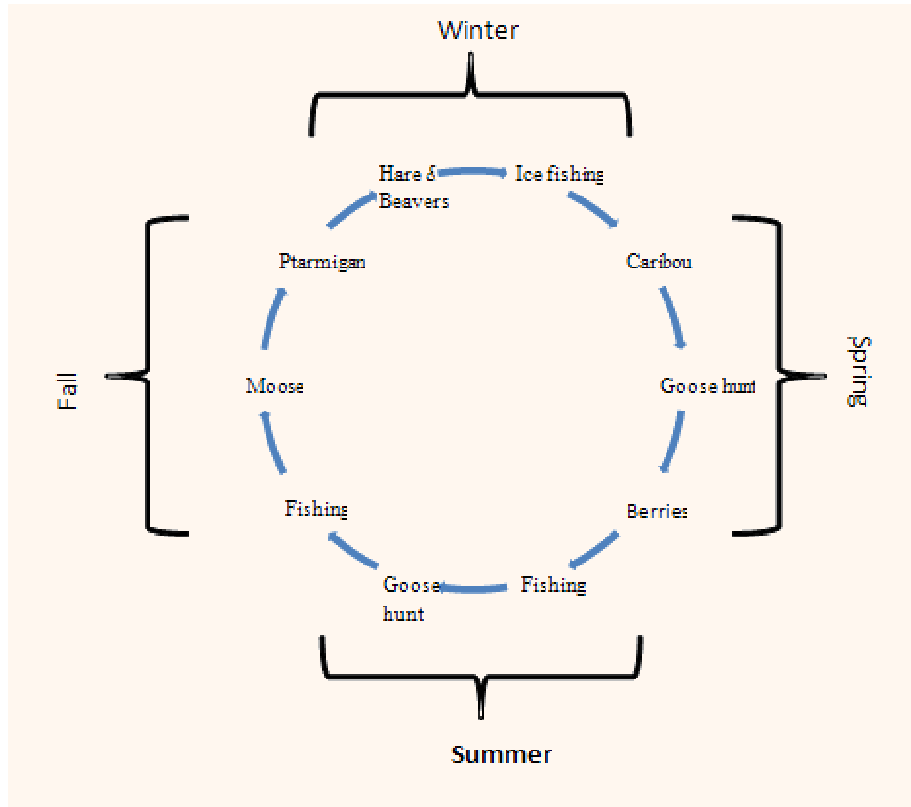 Winter
Hare &
Beavers
Ice fishing
Ptarmigan
Caribou
Fall
Moose
Goose hunt
Spring
Fishing
Berries
Goose
hunt
Fishing
Summer